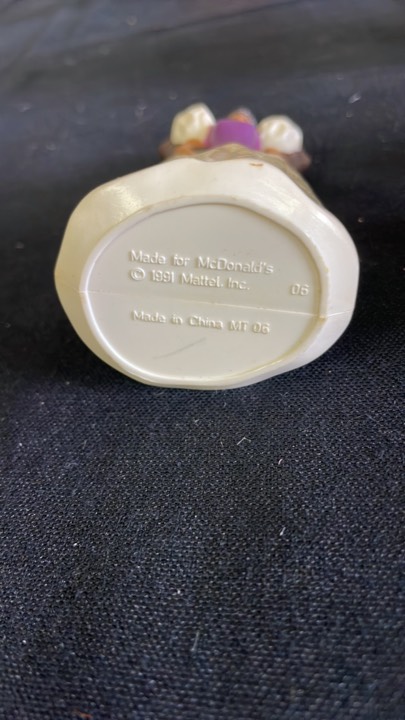 Made for McDonald's
© 1991 Mattel, Inc.
06
Made in China MT 06